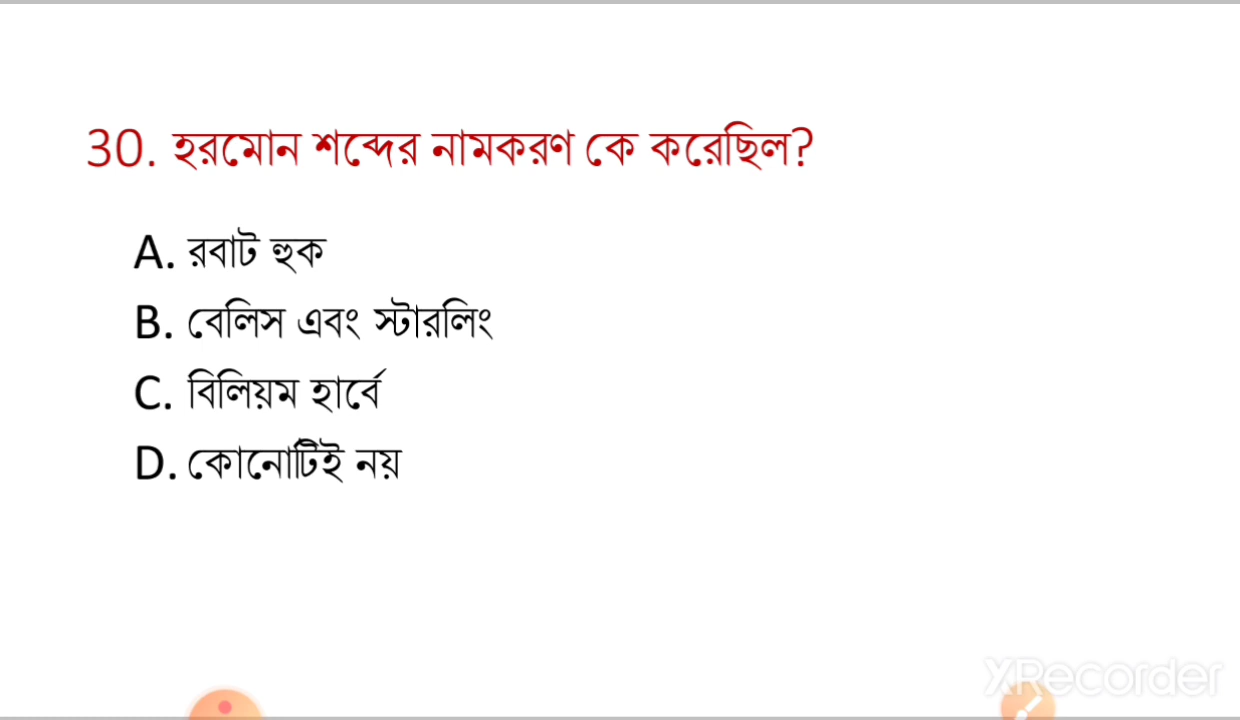 30. হরমোন শব্দের নামকরণ কে করেছিল?
A. রবাট হুক
B. বেলিস এবং স্টারলিং
C. বিলিয়ম হার্বে
D. কোনোটিই নয়
XRecorder